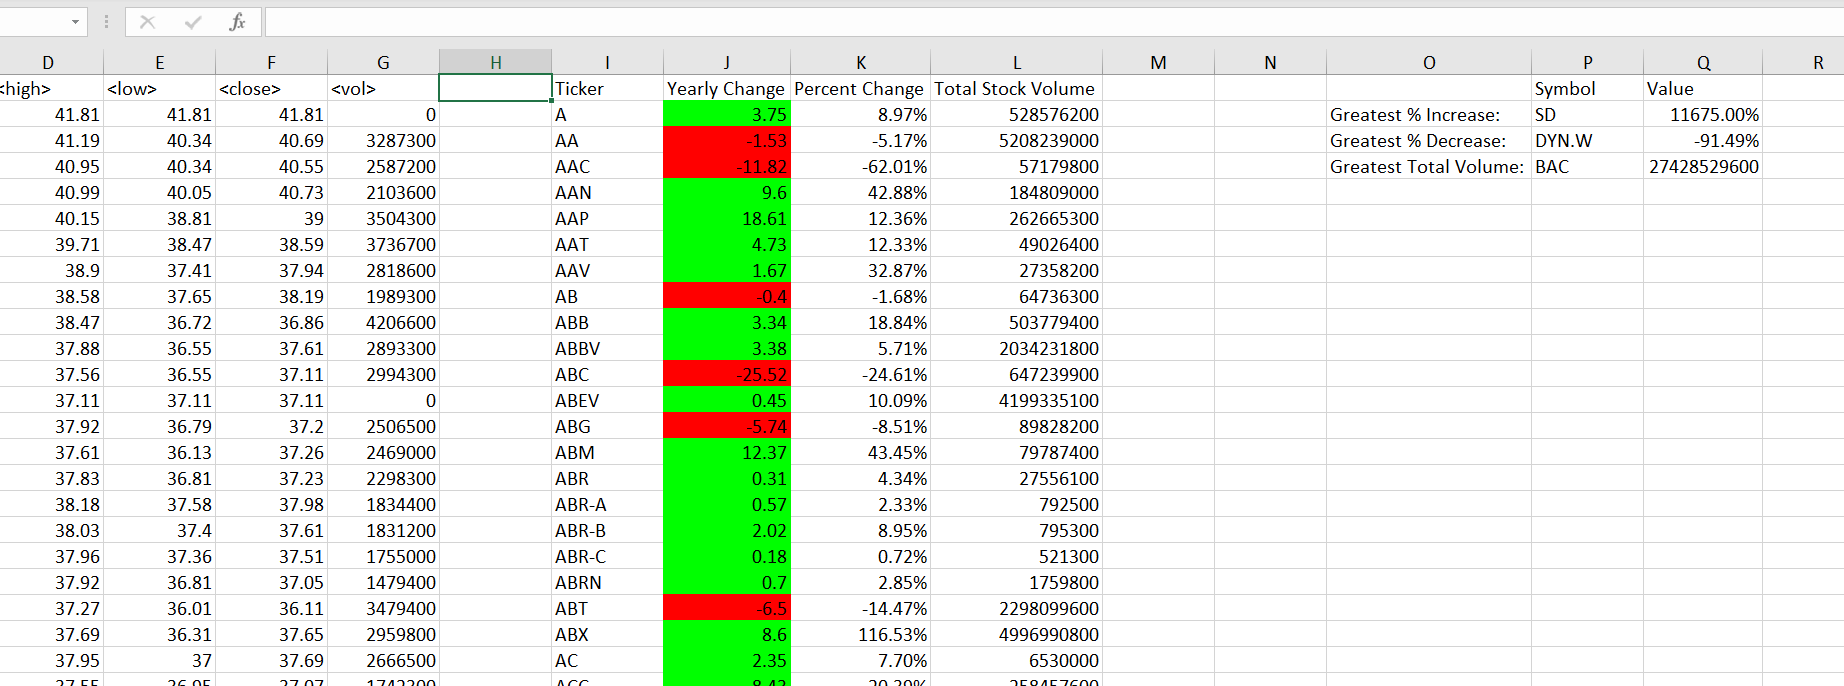 fx
D E F G H I J K L M N O P Q R
<high> <low> <close> <vol> Ticker Yearly Change Percent Change Total Stock Volume Symbol Value
41.81 41.81 41.81 0 A 3.75 8.97% 528576200 Greatest % Increase: SD 11675.00%
41.19 40.34 40.69 3287300 AA -1.53 -5.17% 5208239000 Greatest % Decrease: DYN.W -91.49%
40.95 40.34 40.55 2587200 AAC -11.82 -62.01% 57179800 Greatest Total Volume: BAC 27428529600
40.99 40.05 40.73 2103600 AAN 9.6 42.88% 184809000
40.15 38.81 39 3504300 AAP 18.61 12.36% 262665300
39.71 38.47 38.59 3736700 AAT 4.73 12.33% 49026400
38.9 37.41 37.94 2818600 AAV 1.67 32.87% 27358200
38.58 37.65 38.19 1989300 AB -0.4 -1.68% 64736300
38.47 36.72 36.86 4206600 ABB 3.34 18.84% 503779400
37.88 36.55 37.61 2893300 ABBV 3.38 5.71% 2034231800
37.56 36.55 37.11 2994300 ABC -25.52 -24.61% 647239900
37.11 37.11 37.11 0 ABEV 0.45 10.09% 4199335100
37.92 36.79 37.2 2506500 ABG -5.74 -8.51% 89828200
37.61 36.13 37.26 2469000 ABM 12.37 43.45% 79787400
37.83 36.81 37.23 2298300 ABR 0.31 4.34% 27556100
38.18 37.58 37.98 1834400 ABR-A 0.57 2.33% 792500
38.03 37.4 37.61 1831200 ABR-B 2.02 8.95% 795300
37.96 37.36 37.51 1755000 ABR-C 0.18 0.72% 521300
37.92 36.81 37.05 1479400 ABRN 0.7 2.85% 1759800
37.27 36.01 36.11 3479400 ABT -6.5 -14.47% 2298099600
37.69 36.31 37.65 2959800 ABX 8.6 116.53% 4996990800
37.95 37 37.69 2666500 AC 2.35 7.70% 6530000